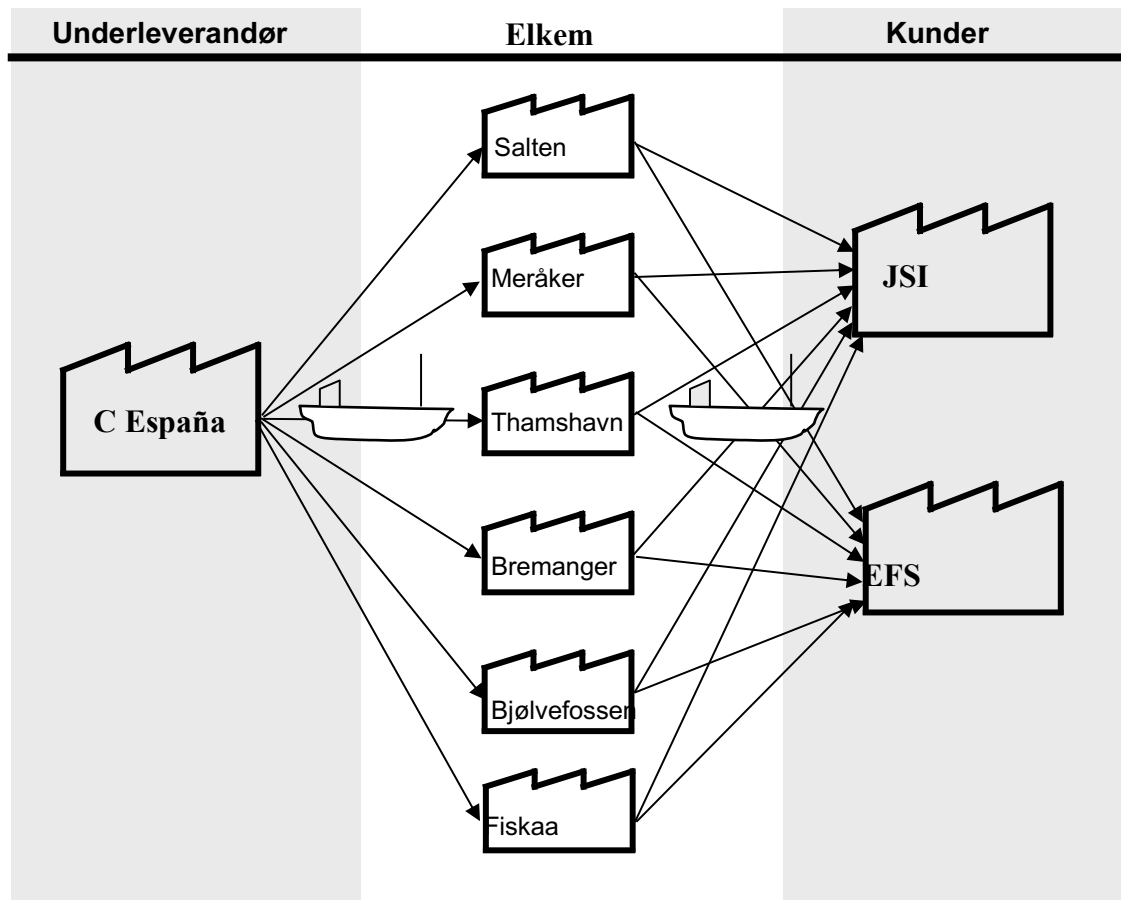 Underleverandør
Elkem
Kunder
Salten
Meråker
JSI
C España
Thamshavn
Bremanger
EFS
Bjølvefossen
Fiskaa